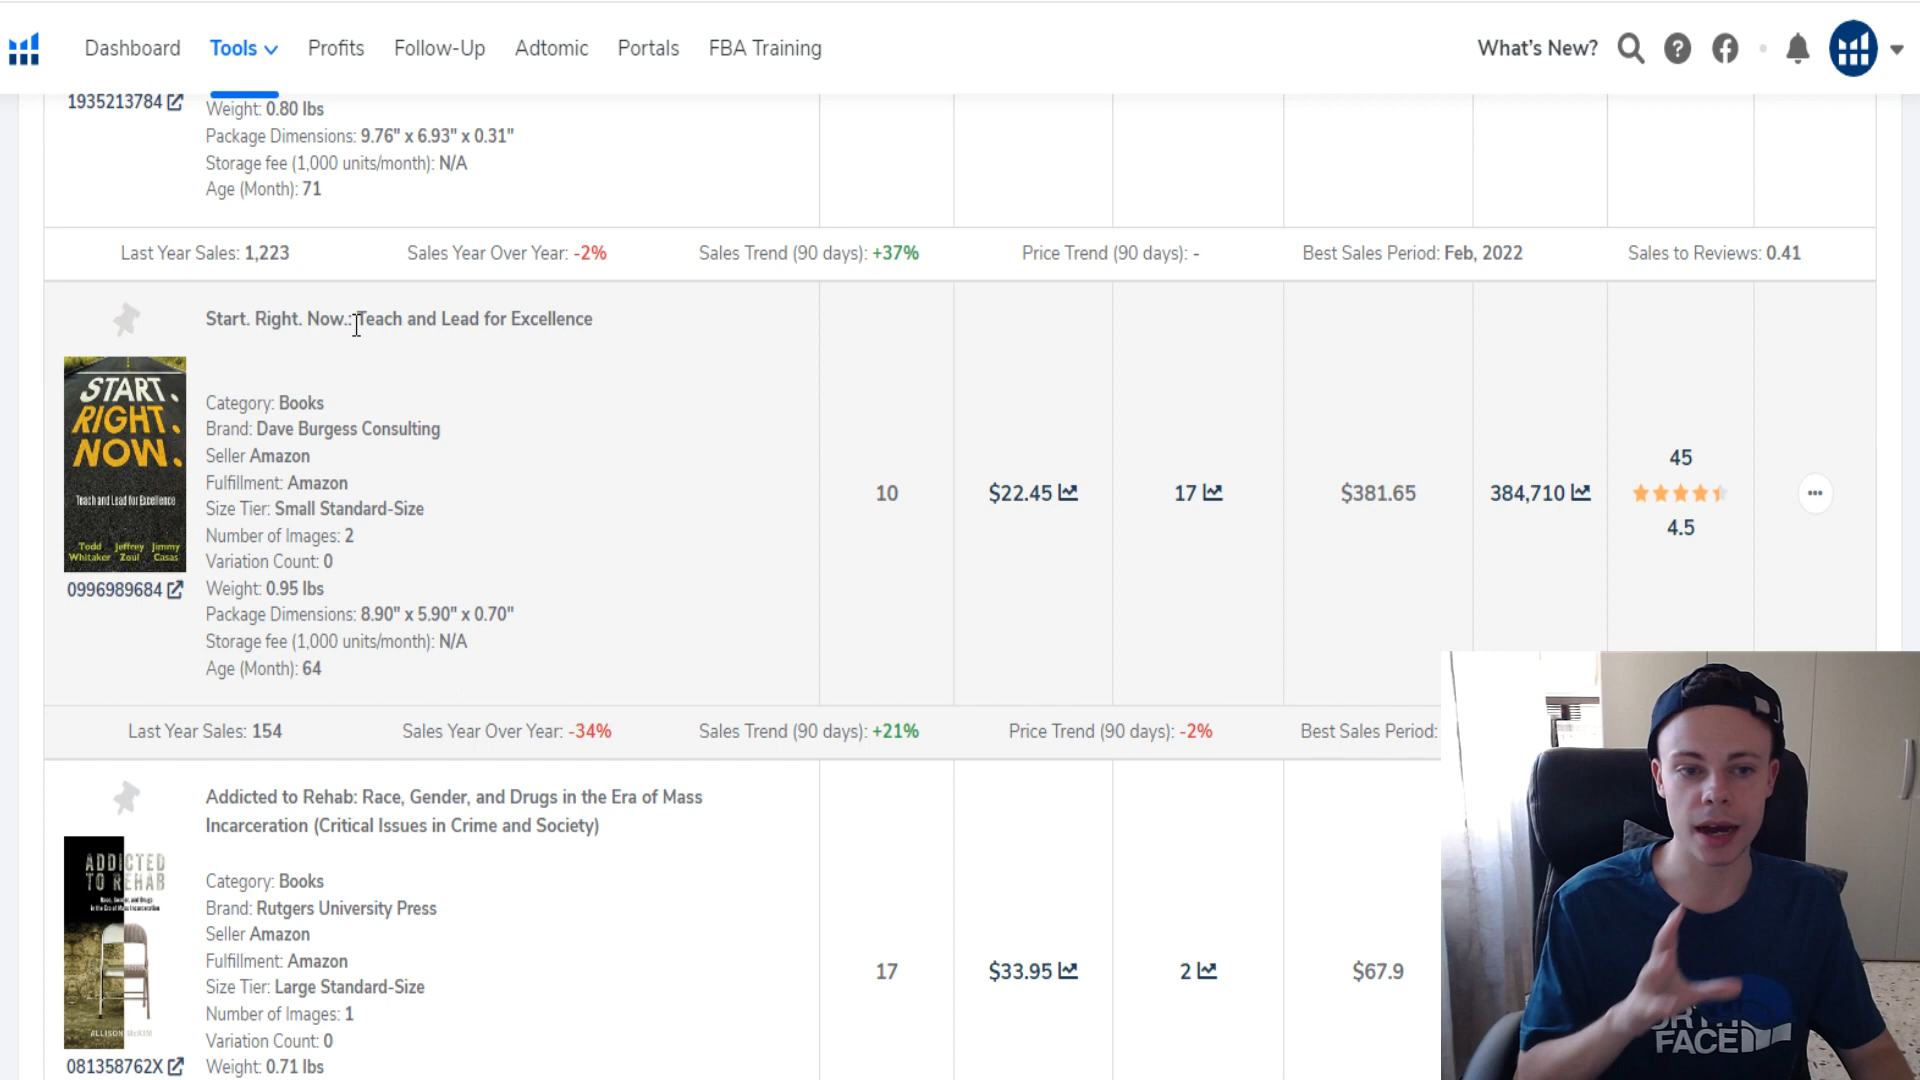 Dashboard Tools Profits Follow-Up Adtomic Portals FBA Training What's New?
1935213784
Weight: 0.80 lbs
Package Dimensions: 9.76" x 6.93" x 0.31"
Storage fee (1,000 units/month): N/A
Age (Month): 71
Last Year Sales: 1,223 Sales Year Over Year: -2% Sales Trend (90 days): +37% Price Trend (90 days): - Best Sales Period: Feb, 2022 Sales to Reviews: 0.41
Start. Right. Now.: Teach and Lead for Excellence
START.
RIGHT.
NOW.
Teach and Lead for Excellence
Todd Jeffrey Jimmy
Whitaker Zoul Casas
0996989684
Category: Books
Brand: Dave Burgess Consulting
Seller Amazon
Fulfillment: Amazon
Size Tier: Small Standard-Size
Number of Images: 2
Variation Count: 0
Weight: 0.95 lbs
Package Dimensions: 8.90" x 5.90" x 0.70"
Storage fee (1,000 units/month): N/A
Age (Month): 64
10 $22.45 17 $381.65 384,710
45
4.5
Last Year Sales: 154 Sales Year Over Year: -34% Sales Trend (90 days): +21% Price Trend (90 days): -2% Best Sales Period:
Addicted to Rehab: Race, Gender, and Drugs in the Era of Mass
Incarceration (Critical Issues in Crime and Society)
ADDICTED
TO REHAB
ALLISON McKIM
081358762X
Category: Books
Brand: Rutgers University Press
Seller Amazon
Fulfillment: Amazon
Size Tier: Large Standard-Size
Number of Images: 1
Variation Count: 0
Weight: 0.71 lbs
17 $33.95 2 $67.9
FACE